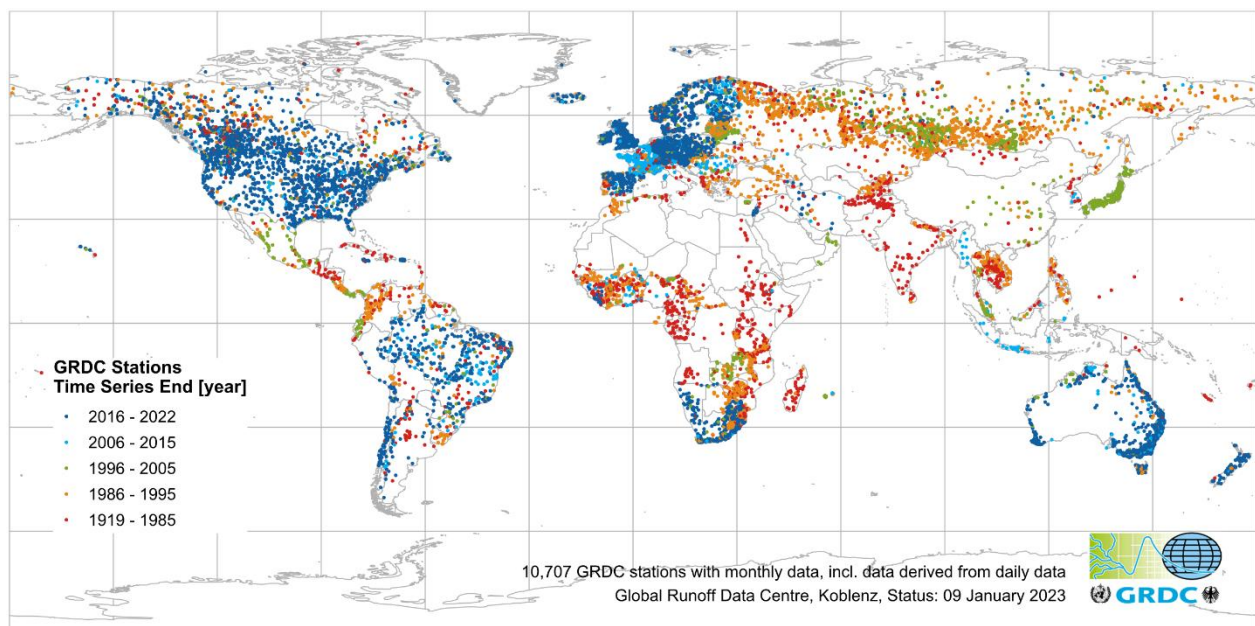 GRDC Stations
Time Series End [year]
2016 - 2022
2006 - 2015
1996 - 2005
1986 - 1995
1919 - 1985
10,707 GRDC stations with monthly data, incl. data derived from daily data
Global Runoff Data Centre, Koblenz, Status: 09 January 2023
GRDC